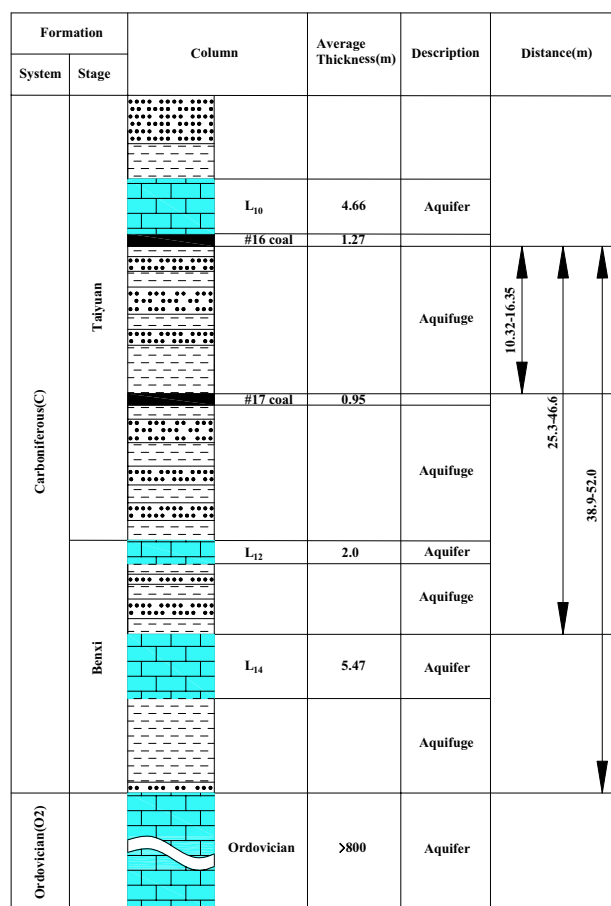 Formation
System
Stage
Column
Average
Thickness(m)
Description
Distance(m)
Carboniferous(C)
Taiyuan
L10
4.66
Aquifer
#16 coal
1.27
Aquifuge
10.32-16.35
25.3-46.6
38.9-52.0
#17 coal
0.95
Aquifuge
Benxi
L12
2.0
Aquifer
Aquifuge
L14
5.47
Aquifer
Aquifuge
Ordovician(O2)
Ordovician
>800
Aquifer